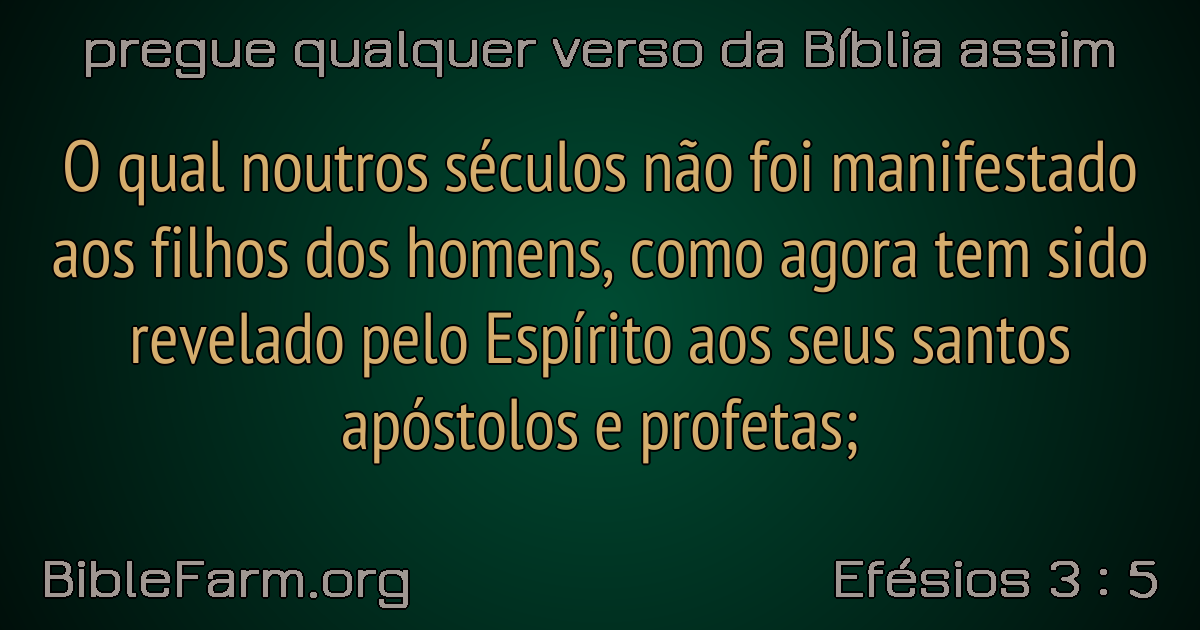 pregue qualquer verso da Bíblia assim
O qual noutros séculos não foi manifestado
aos filhos dos homens, como agora tem sido
revelado pelo Espírito aos seus santos
apóstolos e profetas;
BibleFarm.org
Efésios 3 : 5